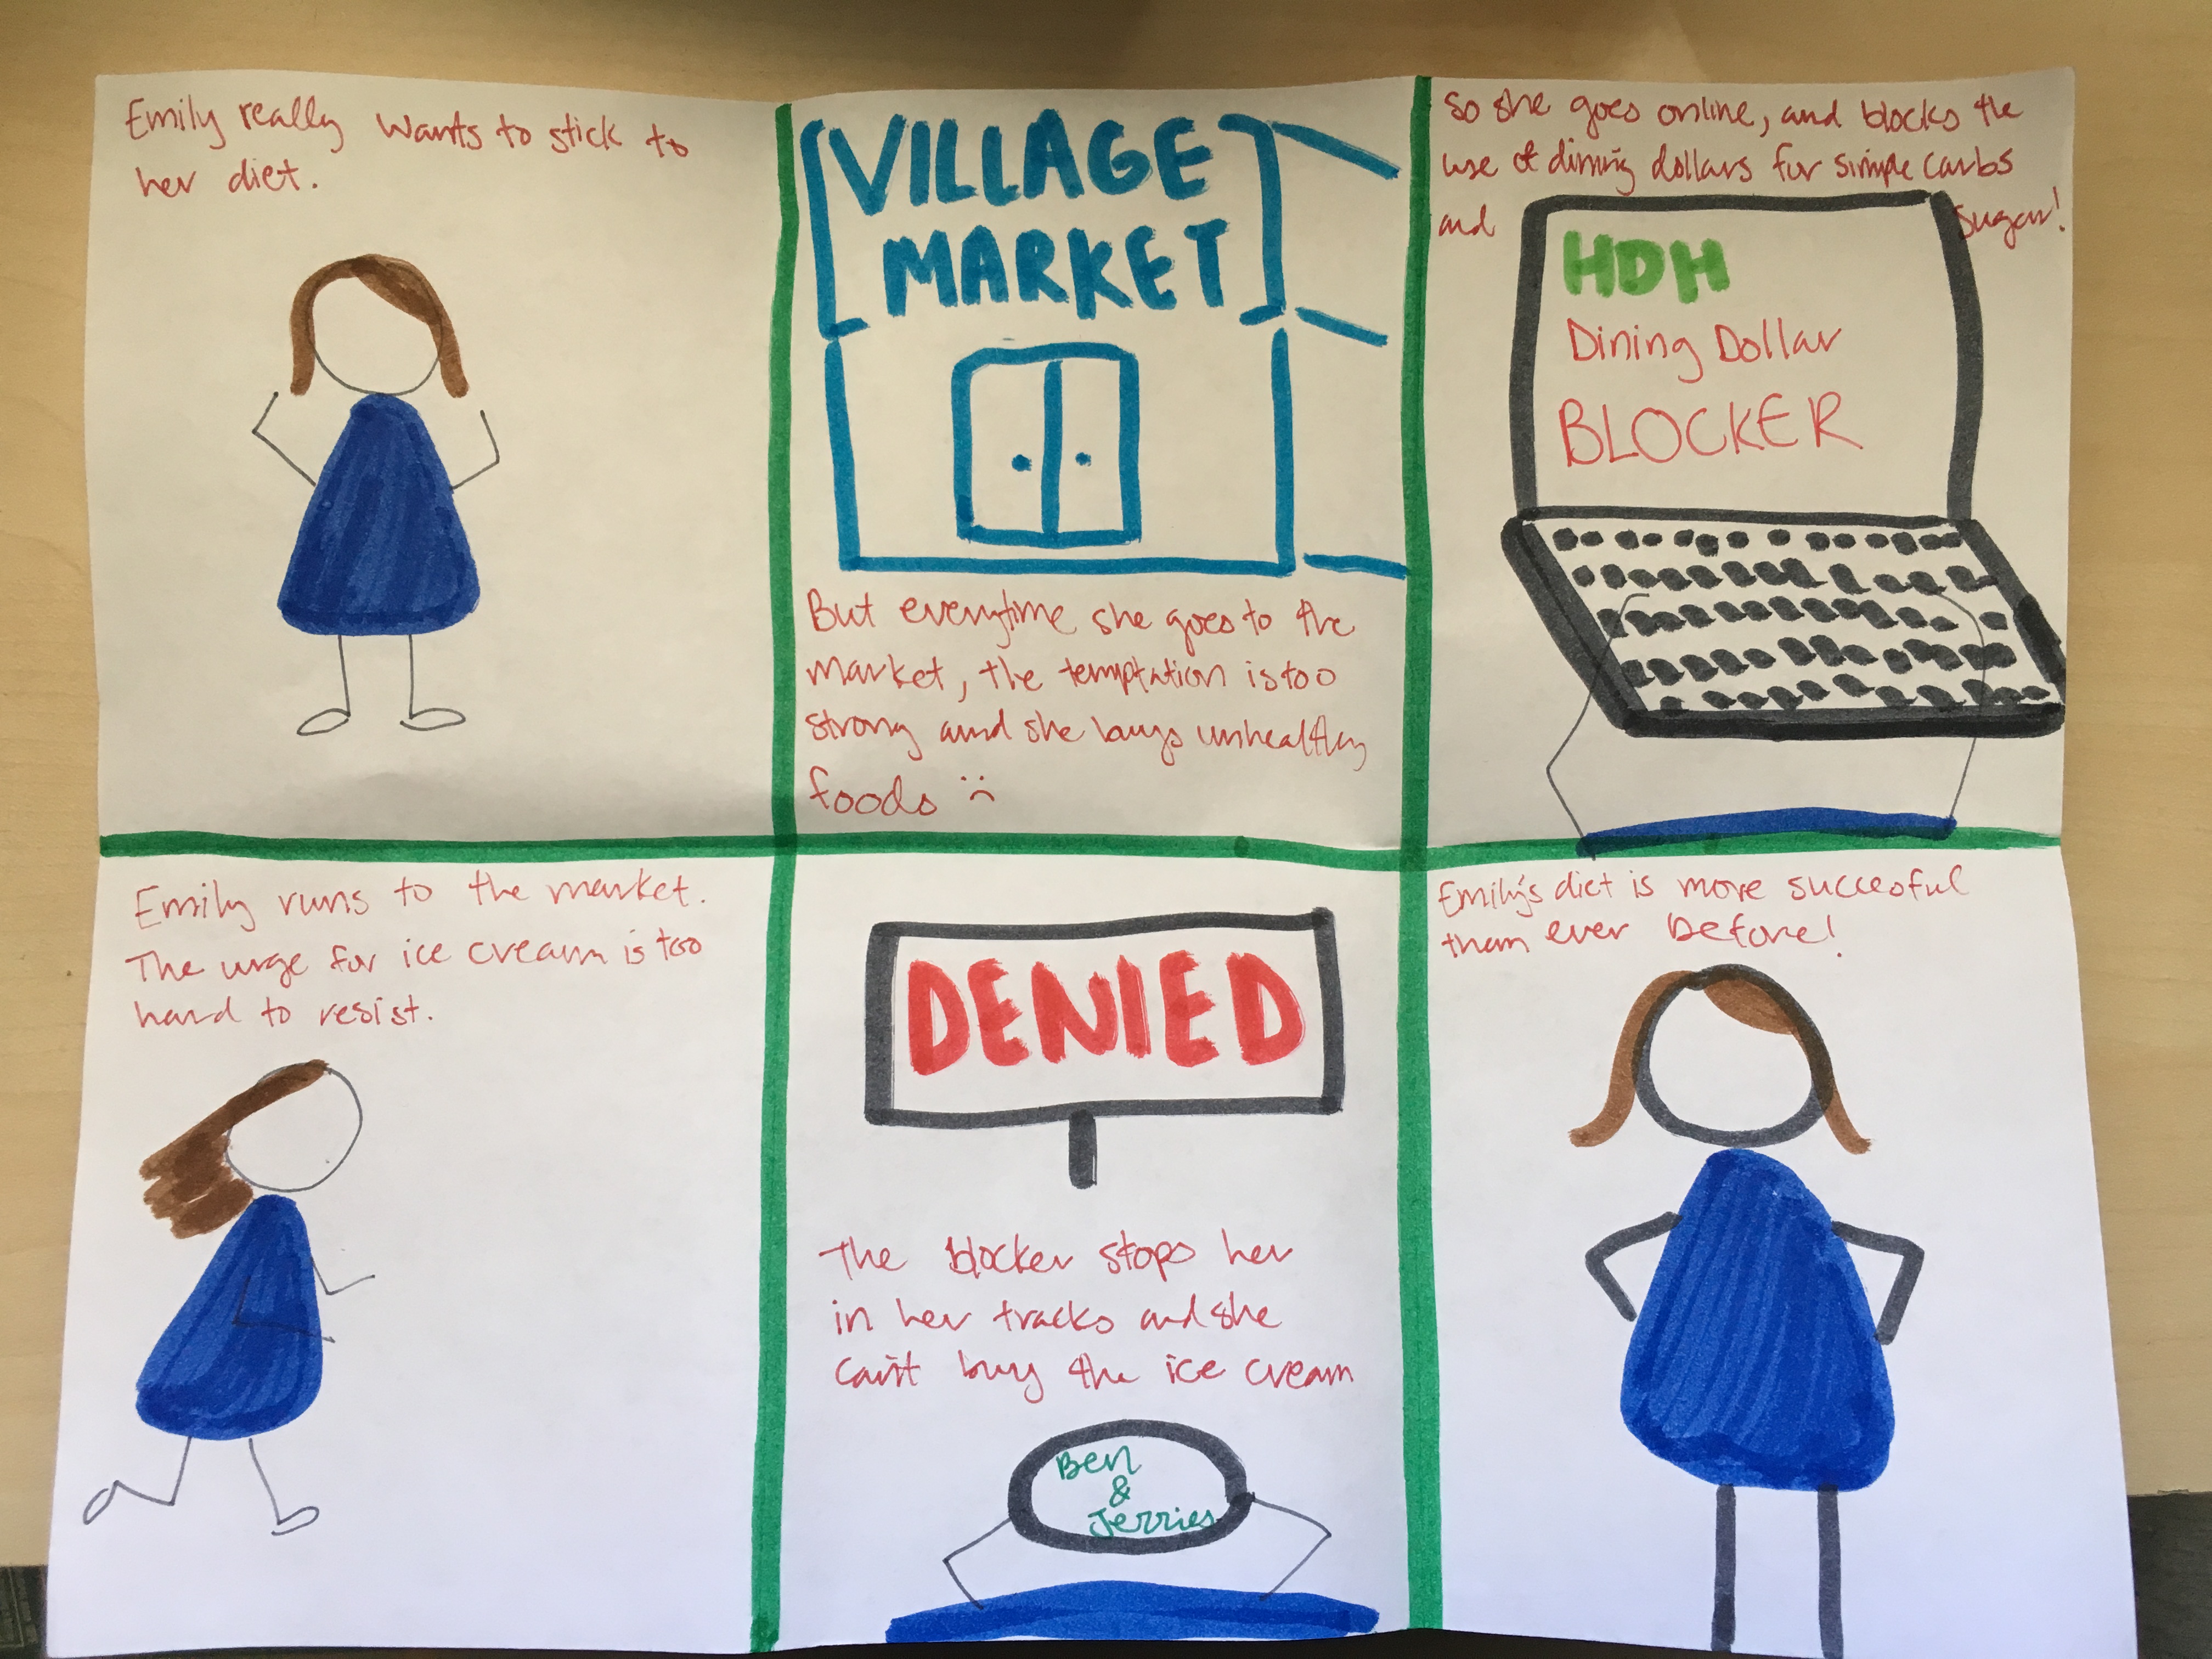 Emily really wants to stick to
her diet.
VILLAGE
MARKET
But everytime she goes to the
market, the temptation is too
strong and she buys unhealthy
foods :(
So she goes online, and blocks the
use of dining dollars for simple carbs
and sugar!
HDH
Dining Dollar
BLOCKER
Emily runs to the market.
The urge for ice cream is too
hard to resist.
DENIED
The blocker stops her
in her tracks and she
can't buy the ice cream
Ben
&
Jerries
Emily's diet is more succesful
than ever before!